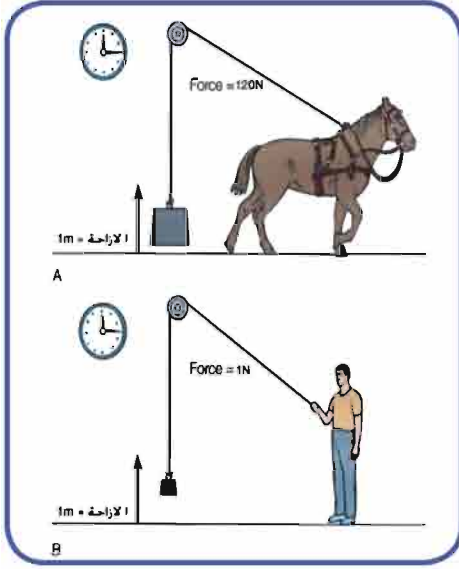 Force = 120N
1m = الازاحة
A
Force = 1N
1m = الازاحة
B